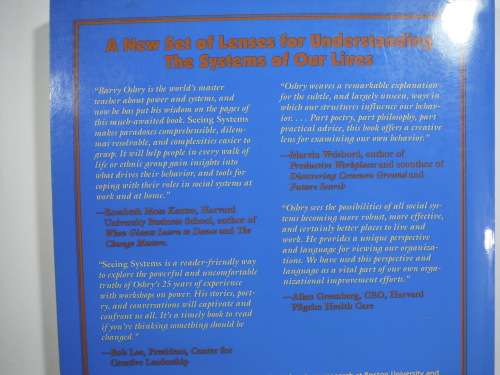 A New Set of Lenses for Understanding
The Systems of Our Lives
"Barry Oshry is the world's master
teacher about power and systems, and
now he has put his wisdom on the pages of
this much-awaited book. Seeing Systems
makes paradoxes comprehensible, dilem-
mas resolvable, and complexities easier to
grasp. It will help people in every walk of
life or ethnic group gain insights into
what drives their behavior, and tools for
coping with their roles in social systems at
work and at home."
—Rosabeth Moss Kanter, Harvard
University Business School, author of
When Giants Learn to Dance and The
Change Masters.
"Seeing Systems is a reader-friendly way
to explore the powerful and uncomfortable
truths of Oshry's 25 years of experience
with workshops on power. His stories, poet-
ry, and conversations will captivate and
confront us all. It's a timely book to read
if you're thinking something should be
changed."
—Bob Lee, President, Center for
Creative Leadership
"Oshry weaves a remarkable explanation
for the subtle, and largely unseen, ways in
which our structures influence our behav-
ior. . . . Part poetry, part philosophy, part
practical advice, this book offers a creative
lens for examining our own behavior."
—Marvin Weisbord, author of
Productive Workplaces and coauthor of
Discovering Common Ground and
Future Search
"Oshry sees the possibilities of all social sys-
tems becoming more robust, more effective,
and certainly better places to live and
work. He provides a unique perspective
and language for viewing our organiza-
tions. We have used this perspective and
language as a vital part of our own orga-
nizational improvement efforts."
—Allan Greenberg, CEO, Harvard
Pilgrim Health Care
research at Boston University and